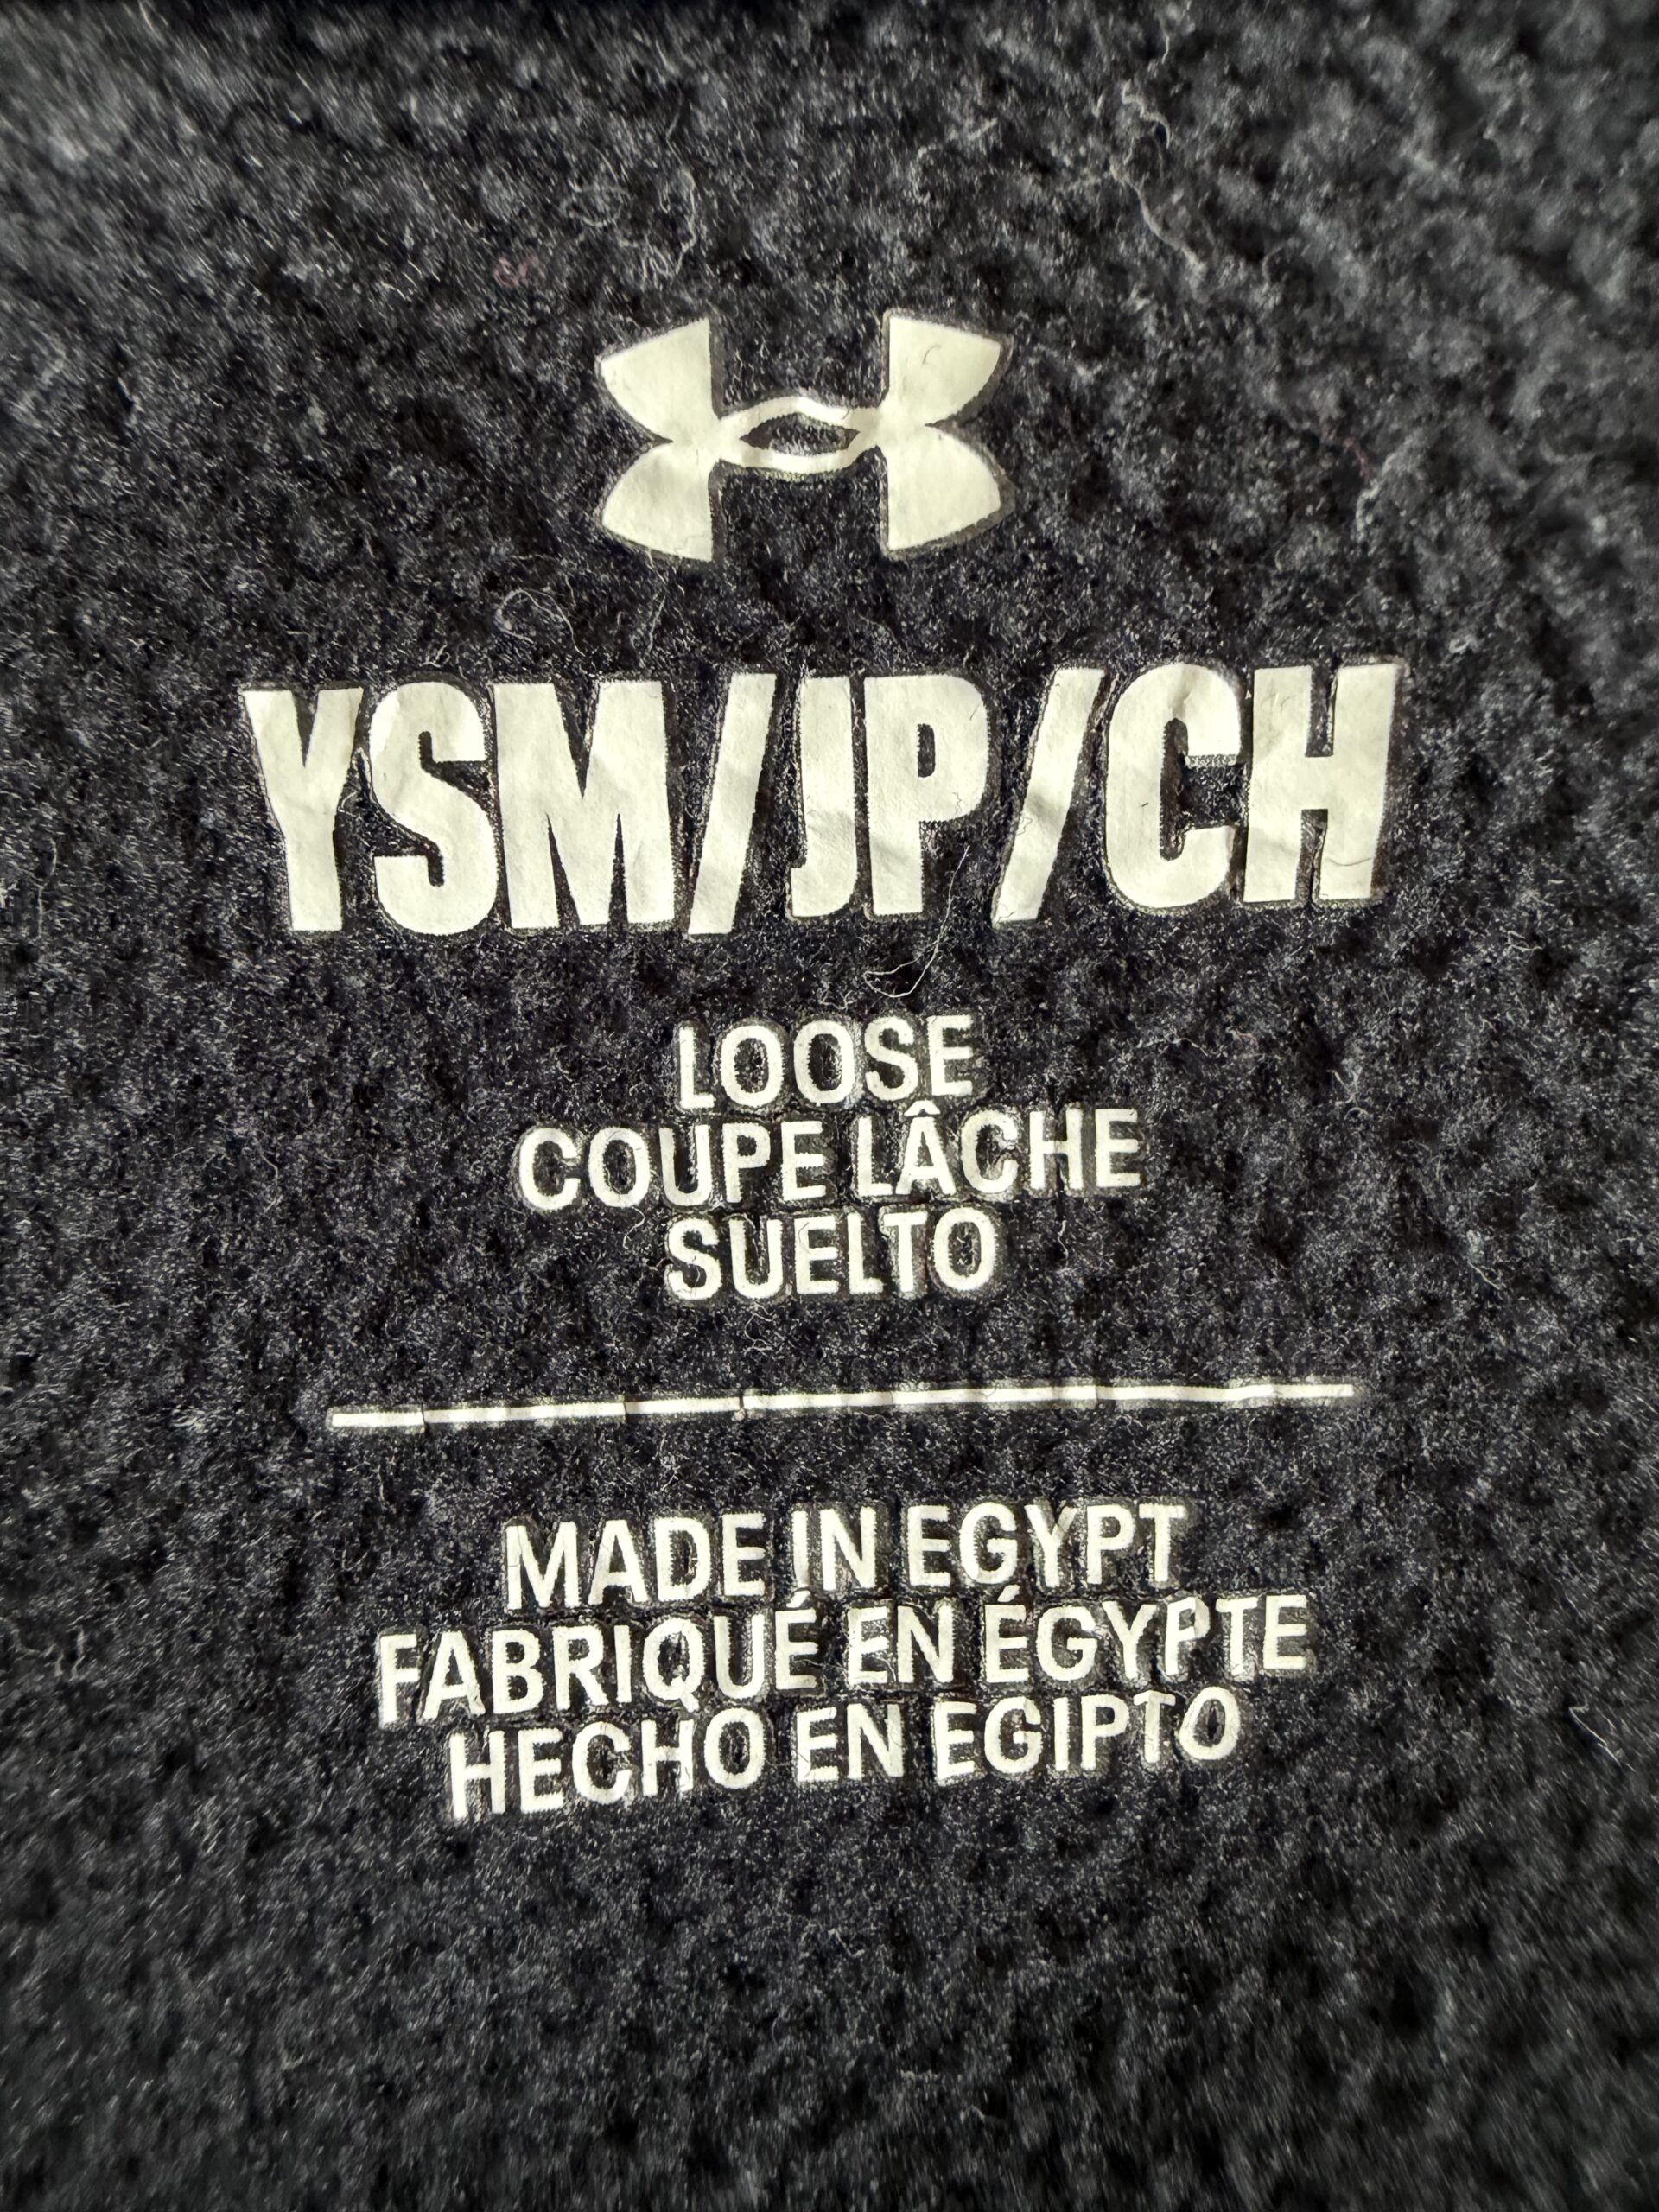 YSM/JP/CH
LOOSE
COUPE LÂCHE
SUELTO
MADE IN EGYPT
FABRIQUÉ EN ÉGYPTE
HECHO EN EGIPTO